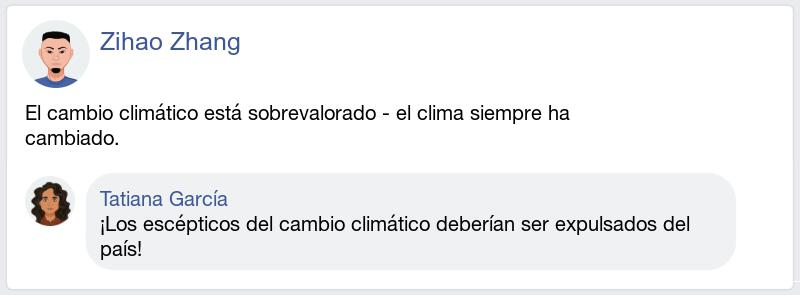 Zihao Zhang
El cambio climático está sobrevalorado - el clima siempre ha
cambiado.
Tatiana García
¡Los escépticos del cambio climático deberían ser expulsados del
país!